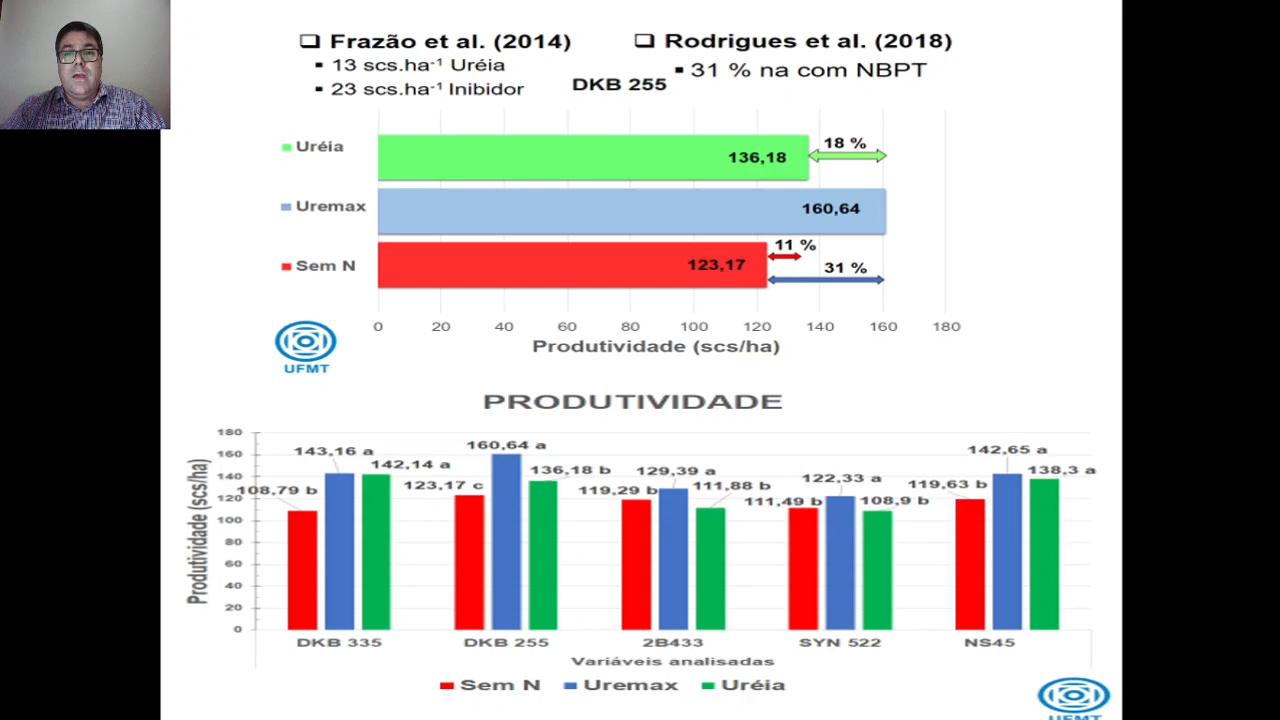 ❑ Frazão et al. (2014)
▪ 13 scs.ha⁻¹ Uréia
▪ 23 scs.ha⁻¹ Inibidor
❑ Rodrigues et al. (2018)
▪ 31 % na com NBPT
DKB 255
Uréia
136,18
18 %
Uremax
160,64
Sem N
123,17
11 %
31 %
0 20 40 60 80 100 120 140 160 180
Produtividade (scs/ha)
UFMT
PRODUTIVIDADE
Produtividade (scs/ha)
180
160
140
120
100
80
60
40
20
0
108,79 b
143,16 a
142,14 a
123,17 c
160,64 a
136,18 b
119,29 b
129,39 a
111,88 b
111,49 b
122,33 a
108,9 b
119,63 b
142,65 a
138,3 a
DKB 335 DKB 255 2B433 SYN 522 NS45
Variáveis analisadas
Sem N Uremax Uréia
UFMT